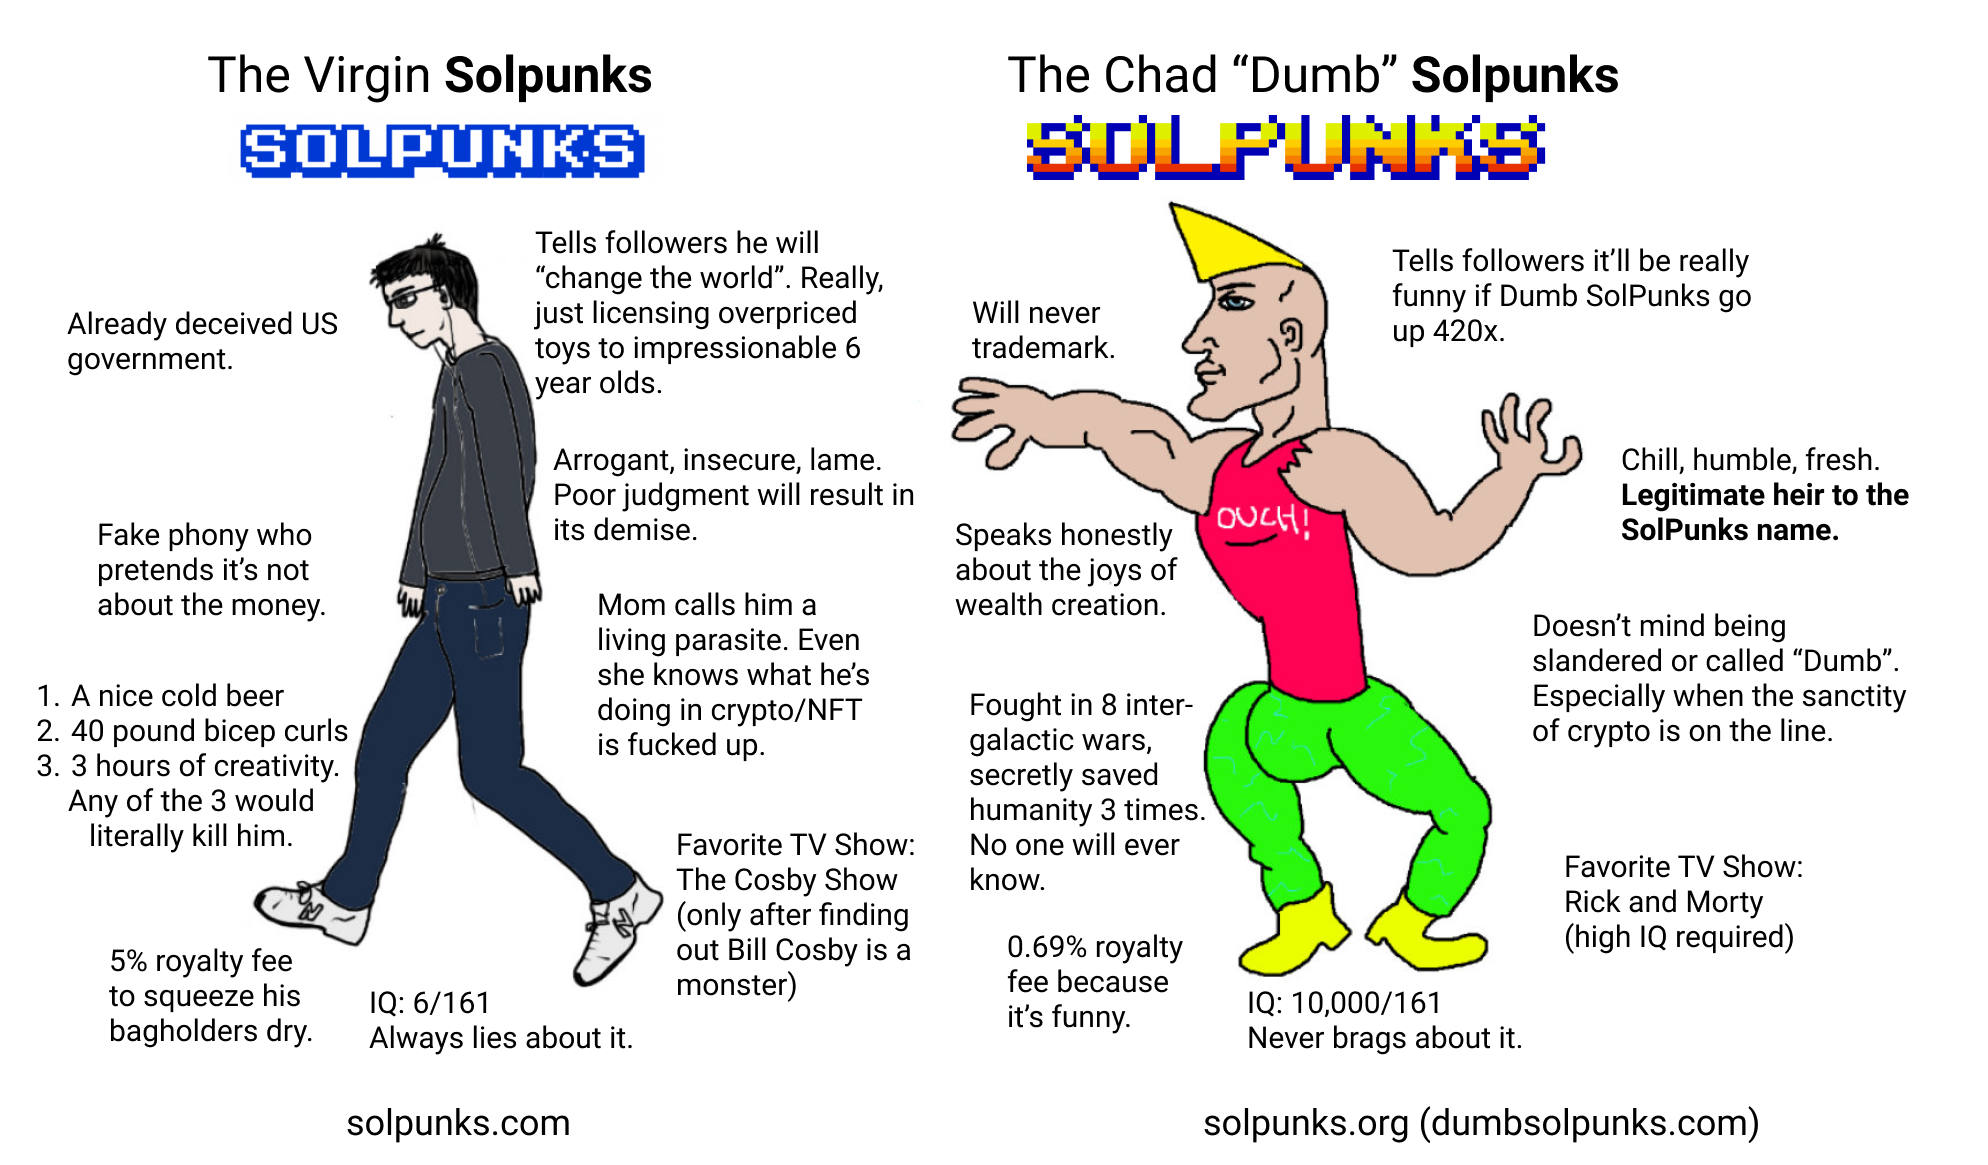 The Virgin Solpunks
SOLPUNKS
Already deceived US
government.
Tells followers he will
“change the world”. Really,
just licensing overpriced
toys to impressionable 6
year olds.
Arrogant, insecure, lame.
Poor judgment will result in
its demise.
Fake phony who
pretends it’s not
about the money.
Mom calls him a
living parasite. Even
she knows what he’s
doing in crypto/NFT
is fucked up.
1. A nice cold beer
2. 40 pound bicep curls
3. 3 hours of creativity.
Any of the 3 would
literally kill him.
Favorite TV Show:
The Cosby Show
(only after finding
out Bill Cosby is a
monster)
5% royalty fee
to squeeze his
bagholders dry.
IQ: 6/161
Always lies about it.
solpunks.com
The Chad “Dumb” Solpunks
SOLPUNKS
Will never
trademark.
Tells followers it’ll be really
funny if Dumb SolPunks go
up 420x.
OUCH!
Chill, humble, fresh.
Legitimate heir to the
SolPunks name.
Speaks honestly
about the joys of
wealth creation.
Doesn’t mind being
slandered or called “Dumb”.
Especially when the sanctity
of crypto is on the line.
Fought in 8 inter-
galactic wars,
secretly saved
humanity 3 times.
No one will ever
know.
Favorite TV Show:
Rick and Morty
(high IQ required)
0.69% royalty
fee because
it’s funny.
IQ: 10,000/161
Never brags about it.
solpunks.org (dumbsolpunks.com)